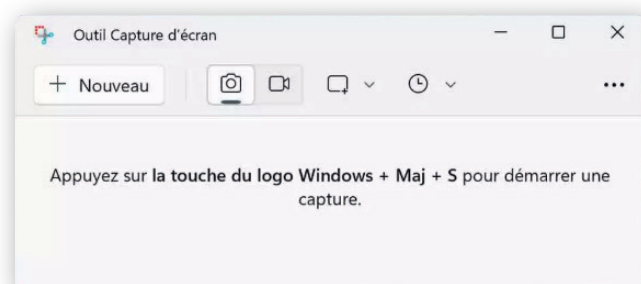 Outil Capture d'écran
Nouveau
Appuyez sur la touche du logo Windows + Maj + S pour démarrer une
capture.